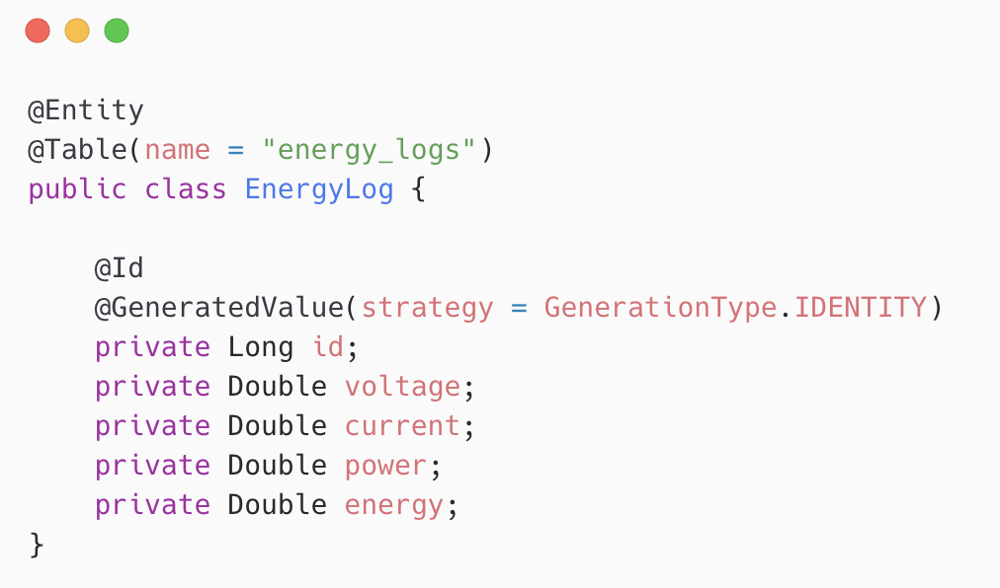 @Entity
@Table(name = "energy_logs")
public class EnergyLog {
    @Id
    @GeneratedValue(strategy = GenerationType.IDENTITY)
    private Long id;
    private Double voltage;
    private Double current;
    private Double power;
    private Double energy;
}